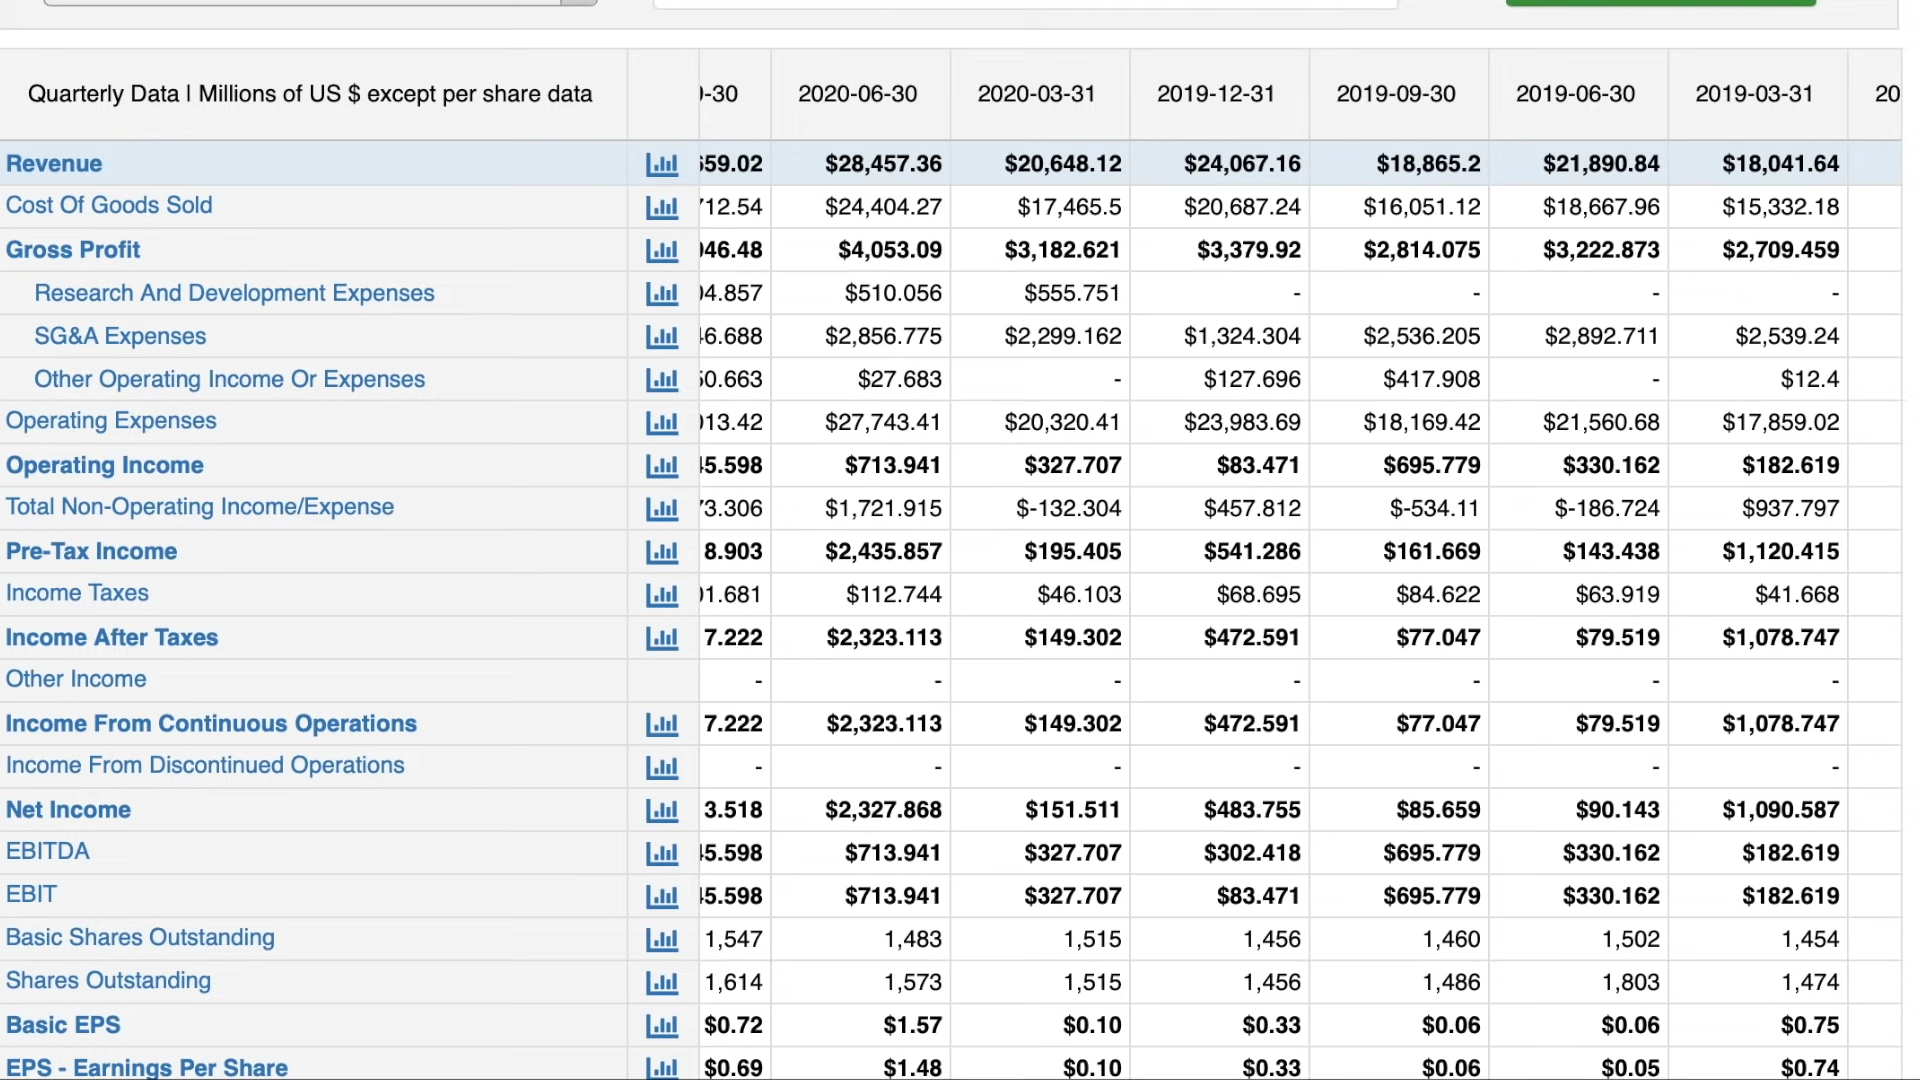 Quarterly Data | Millions of US $ except per share data -30 2020-06-30 2020-03-31 2019-12-31 2019-09-30 2019-06-30 2019-03-31 20
Revenue 59.02 $28,457.36 $20,648.12 $24,067.16 $18,865.2 $21,890.84 $18,041.64
Cost Of Goods Sold 12.54 $24,404.27 $17,465.5 $20,687.24 $16,051.12 $18,667.96 $15,332.18
Gross Profit 46.48 $4,053.09 $3,182.621 $3,379.92 $2,814.075 $3,222.873 $2,709.459
Research And Development Expenses 4.857 $510.056 $555.751 - - - -
SG&A Expenses 6.688 $2,856.775 $2,299.162 $1,324.304 $2,536.205 $2,892.711 $2,539.24
Other Operating Income Or Expenses 0.663 $27.683 - $127.696 $417.908 - $12.4
Operating Expenses 13.42 $27,743.41 $20,320.41 $23,983.69 $18,169.42 $21,560.68 $17,859.02
Operating Income 5.598 $713.941 $327.707 $83.471 $695.779 $330.162 $182.619
Total Non-Operating Income/Expense 3.306 $1,721.915 $-132.304 $457.812 $-534.11 $-186.724 $937.797
Pre-Tax Income 8.903 $2,435.857 $195.405 $541.286 $161.669 $143.438 $1,120.415
Income Taxes 1.681 $112.744 $46.103 $68.695 $84.622 $63.919 $41.668
Income After Taxes 7.222 $2,323.113 $149.302 $472.591 $77.047 $79.519 $1,078.747
Other Income - - - - - - -
Income From Continuous Operations 7.222 $2,323.113 $149.302 $472.591 $77.047 $79.519 $1,078.747
Income From Discontinued Operations - - - - - - -
Net Income 3.518 $2,327.868 $151.511 $483.755 $85.659 $90.143 $1,090.587
EBITDA 5.598 $713.941 $327.707 $302.418 $695.779 $330.162 $182.619
EBIT 5.598 $713.941 $327.707 $83.471 $695.779 $330.162 $182.619
Basic Shares Outstanding 1,547 1,483 1,515 1,456 1,460 1,502 1,454
Shares Outstanding 1,614 1,573 1,515 1,456 1,486 1,803 1,474
Basic EPS $0.72 $1.57 $0.10 $0.33 $0.06 $0.06 $0.75
EPS - Earnings Per Share $0.69 $1.48 $0.10 $0.33 $0.06 $0.05 $0.74